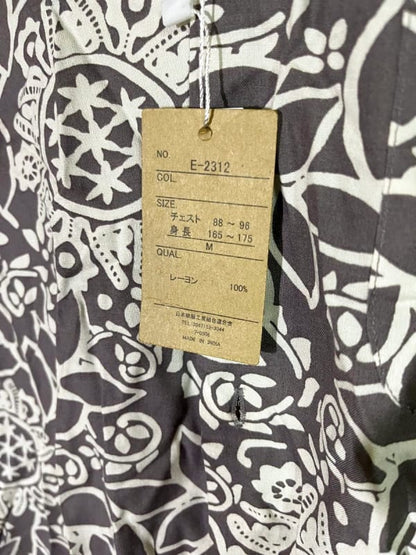 NO. E-2312
COL.
SIZE.
チェスト 88 ～ 96
身長 165 ～ 175
M
QUAL
レーヨン 100%
MADE IN INDIA